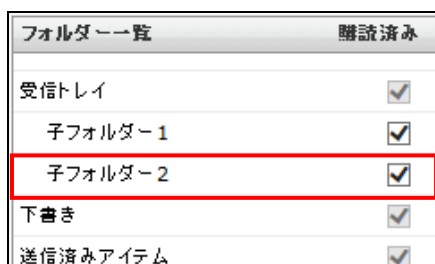 フォルダー一覧 購読済み
受信トレイ
子フォルダー1
子フォルダー2
下書き
送信済みアイテム